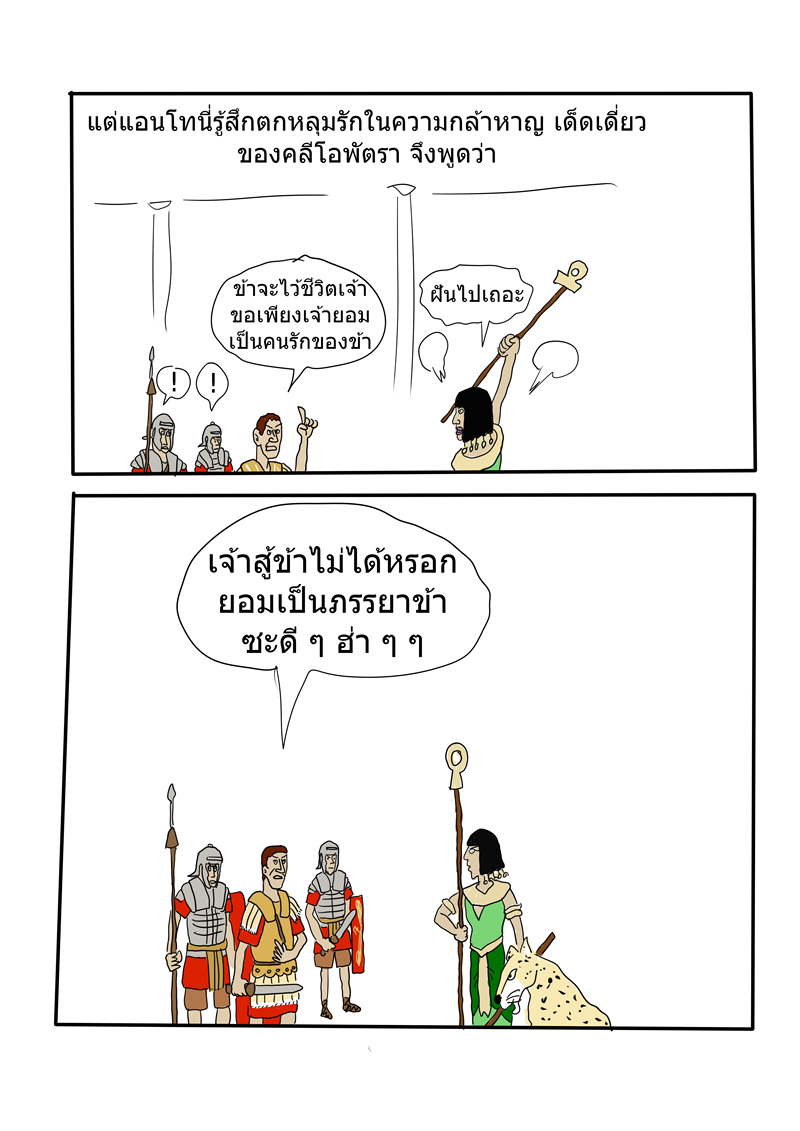 แต่แอนโทนี่รู้สึกตกหลุมรักในความกล้าหาญ เด็ดเดี่ยว
ของคลีโอพัตรา จึงพูดว่า
!
!
ข้าจะไว้ชีวิตเจ้า
ขอเพียงเจ้ายอม
เป็นคนรักของข้า
ฝันไปเถอะ
เจ้าสู้ข้าไม่ได้หรอก
ยอมเป็นภรรยาข้า
ซะดี ๆ ฮ่า ๆ ๆ